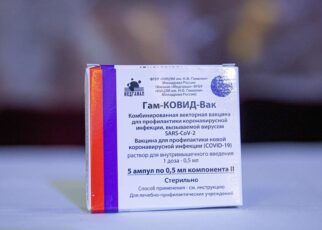 ФГБУ «НИЦЭМ им. Н.Ф. Гамалеи»
Минздрава России
Гам-КОВИД-Вак
Комбинированная векторная вакцина
для профилактики коронавирусной
инфекции, вызываемой вирусом
SARS-CoV-2
Вакцина для профилактики новой
коронавирусной инфекции (COVID-19)
раствор для внутримышечного введения
1 доза - 0,5 мл
5 ампул по 0,5 мл компонента II
Стерильно
Способ применения - см. инструкцию
Для лечебно-профилактических учреждений